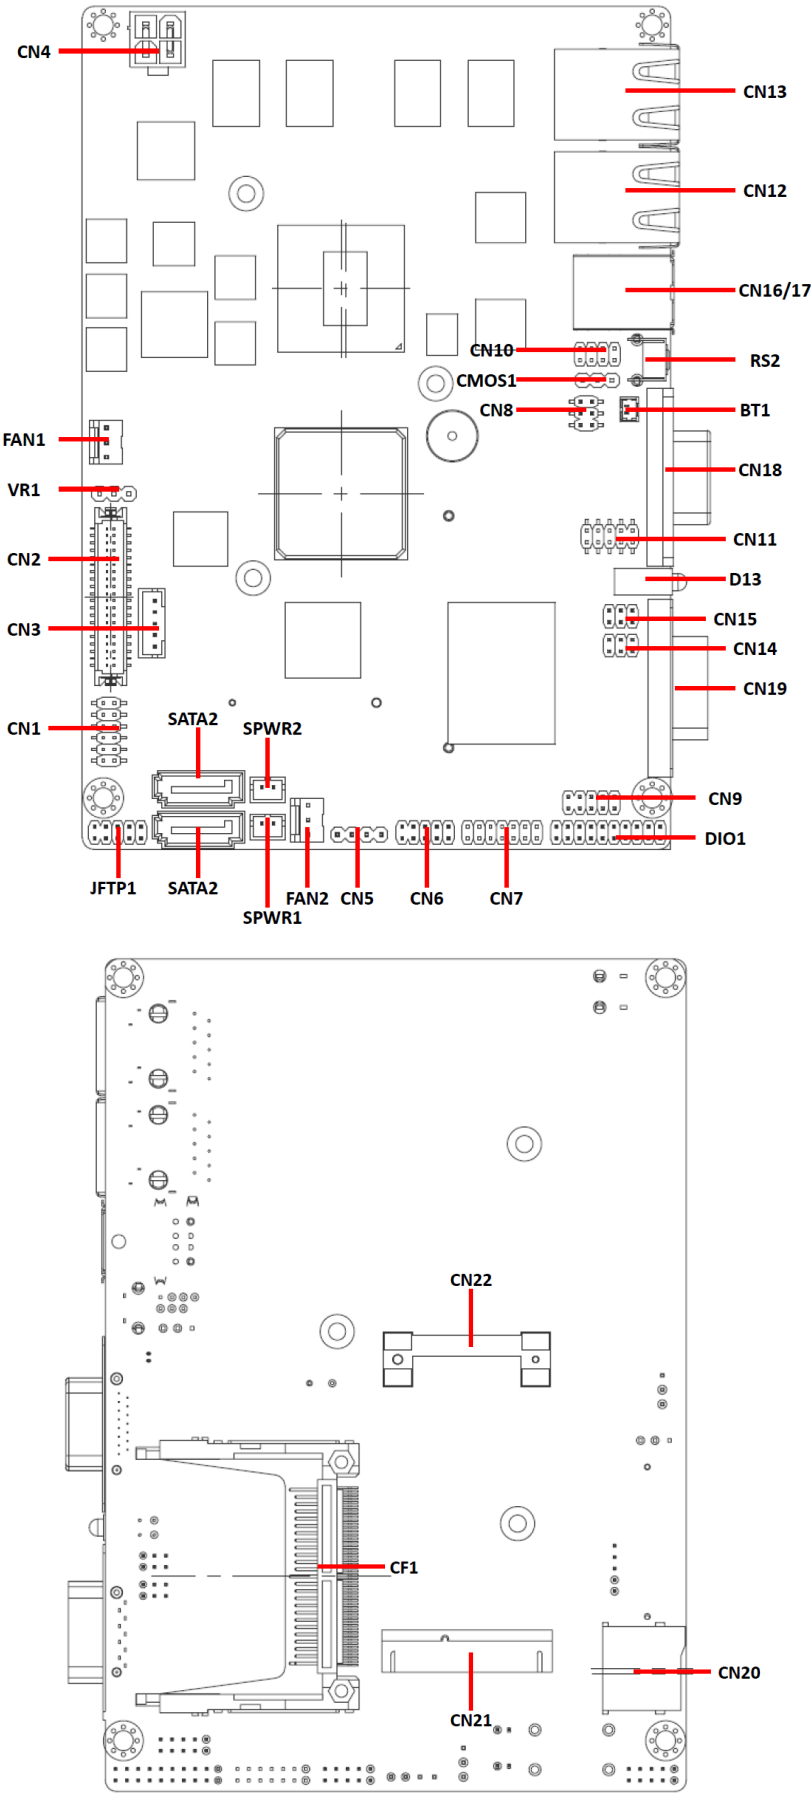 CN4
CN13
CN12
CN16/17
CN10
RS2
CMOS1
CN8
BT1
FAN1
CN18
VR1
CN11
CN2
D13
CN15
CN3
CN14
CN19
SATA2
CN1
SPWR2
CN9
DIO1
JFTP1
SATA2
FAN2
CN5
CN6
CN7
SPWR1
CN22
CF1
CN20
CN21